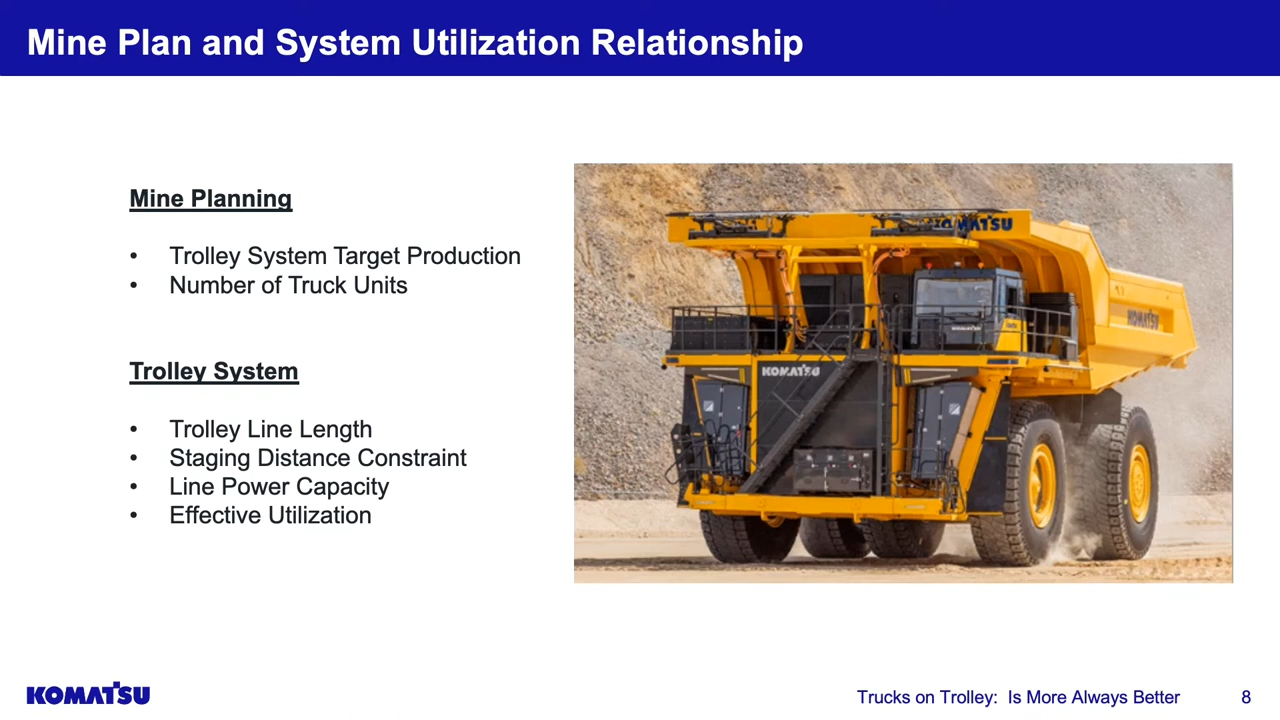 Mine Plan and System Utilization Relationship
Mine Planning
• Trolley System Target Production
• Number of Truck Units
Trolley System
• Trolley Line Length
• Staging Distance Constraint
• Line Power Capacity
• Effective Utilization
KOMATSU
KOMATSU
KOMATSU
KOMATSU
Trucks on Trolley: Is More Always Better
8